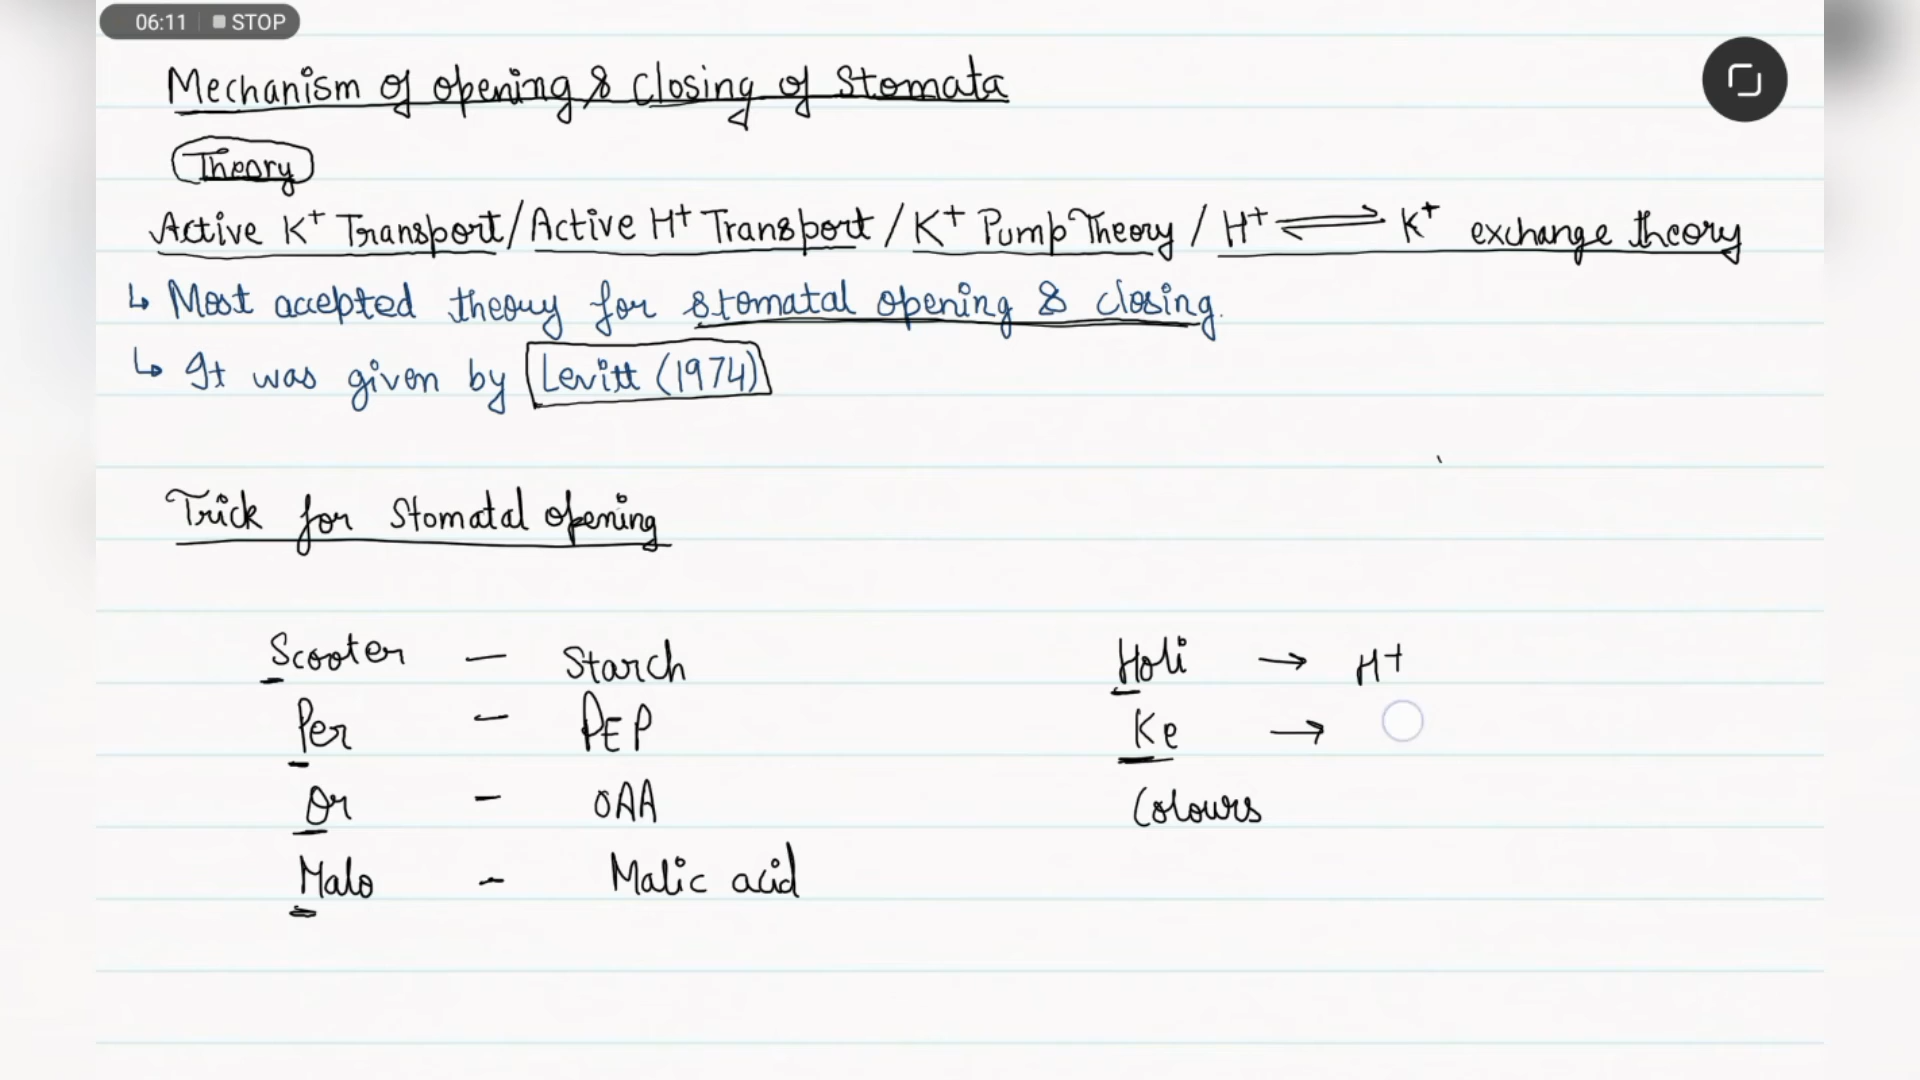 06:11 STOP
Mechanism of opening & closing of Stomata
Theory
Active K+ Transport/Active H+ Transport/K+ Pump Theory/H+ ⇌ K+ exchange theory
↳ Most accepted theory for stomatal opening & closing.
↳ It was given by Levitt (1974)
Trick for Stomatal opening
Scooter - Starch
Per - PEP
Or - OAA
Malo - Malic acid
Holi → H+
Ke →
Colours